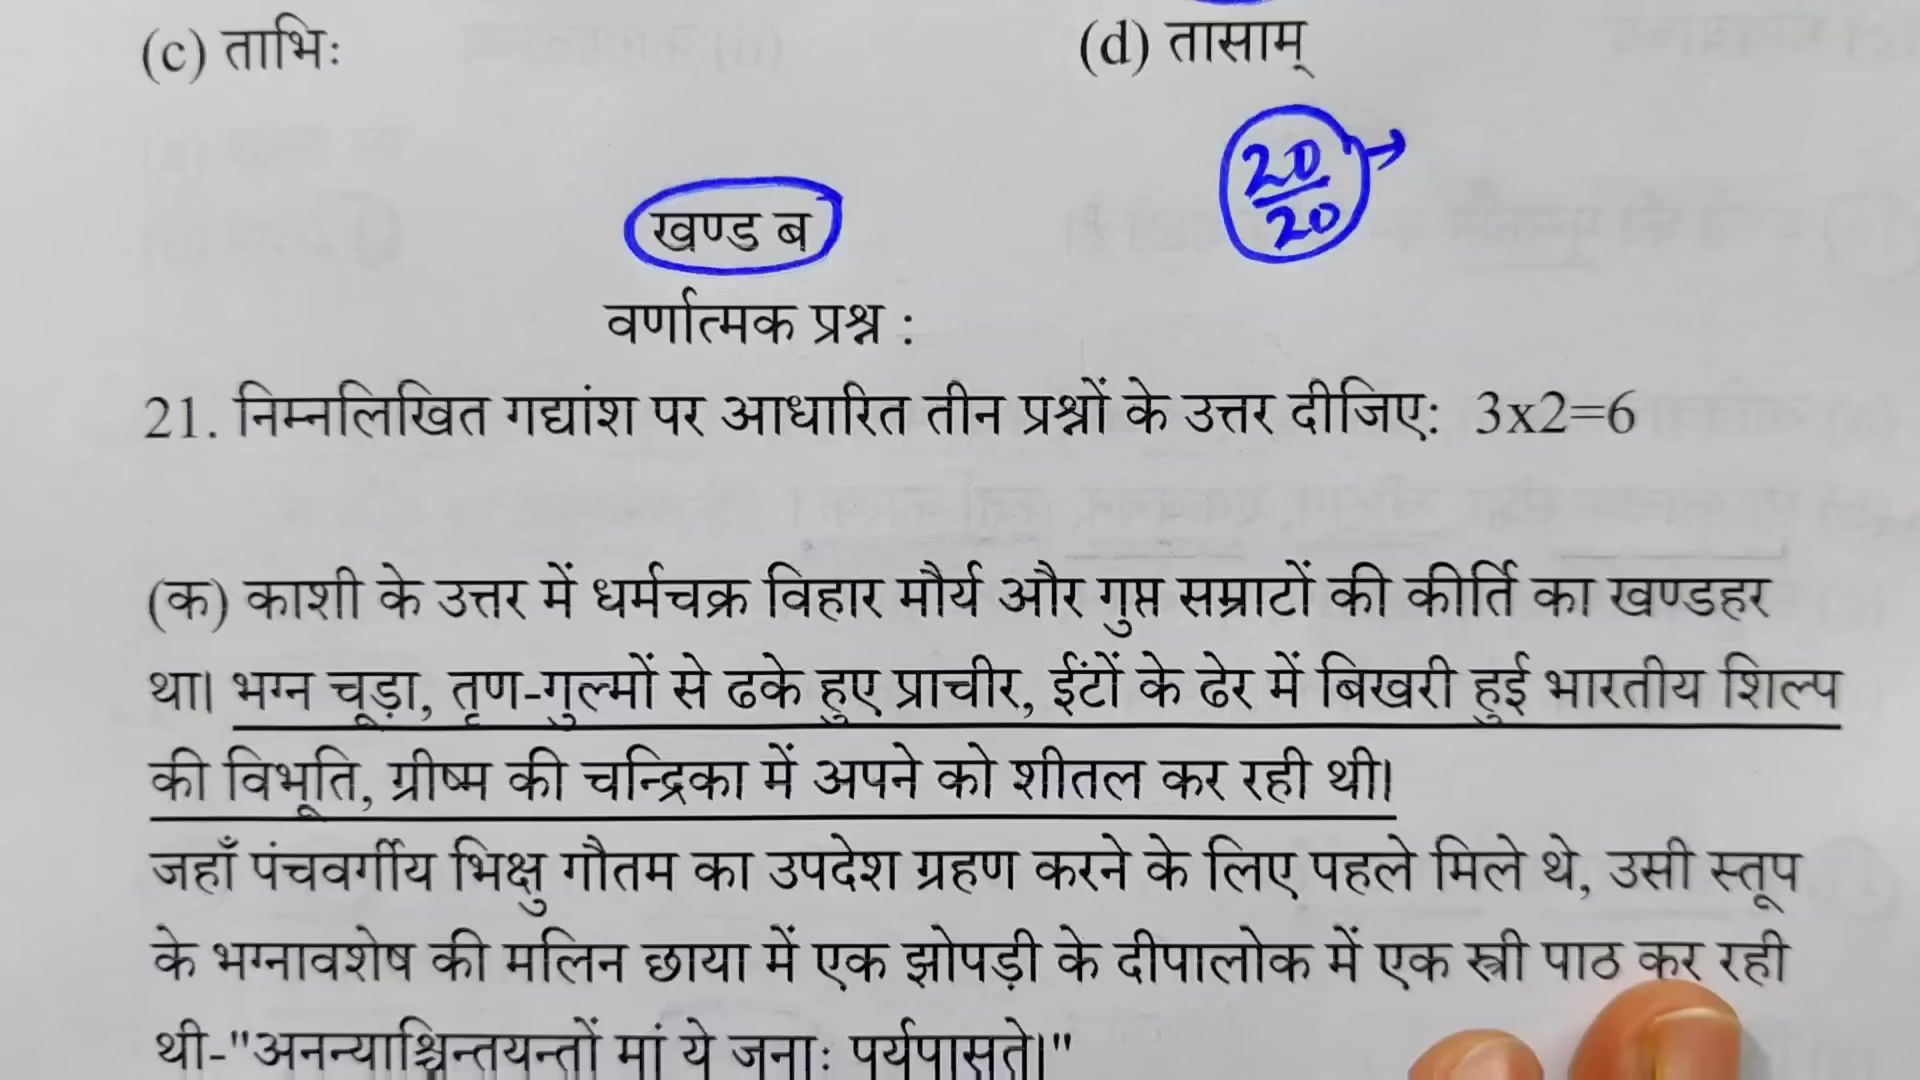 (c) ताभिः (d) तासाम्
20/20 →
खण्ड ब
वर्णात्मक प्रश्न :
21. निम्नलिखित गद्यांश पर आधारित तीन प्रश्नों के उत्तर दीजिए: 3x2=6
(क) काशी के उत्तर में धर्मचक्र विहार मौर्य और गुप्त सम्राटों की कीर्ति का खण्डहर
था। भग्न चूड़ा, तृण-गुल्मों से ढके हुए प्राचीर, ईंटों के ढेर में बिखरी हुई भारतीय शिल्प
की विभूति, ग्रीष्म की चन्द्रिका में अपने को शीतल कर रही थी।
जहाँ पंचवर्गीय भिक्षु गौतम का उपदेश ग्रहण करने के लिए पहले मिले थे, उसी स्तूप
के भग्नावशेष की मलिन छाया में एक झोपड़ी के दीपालोक में एक स्त्री पाठ कर रही
थी-"अनन्याश्चिन्तयन्तों मां ये जनाः पर्यपासते।"